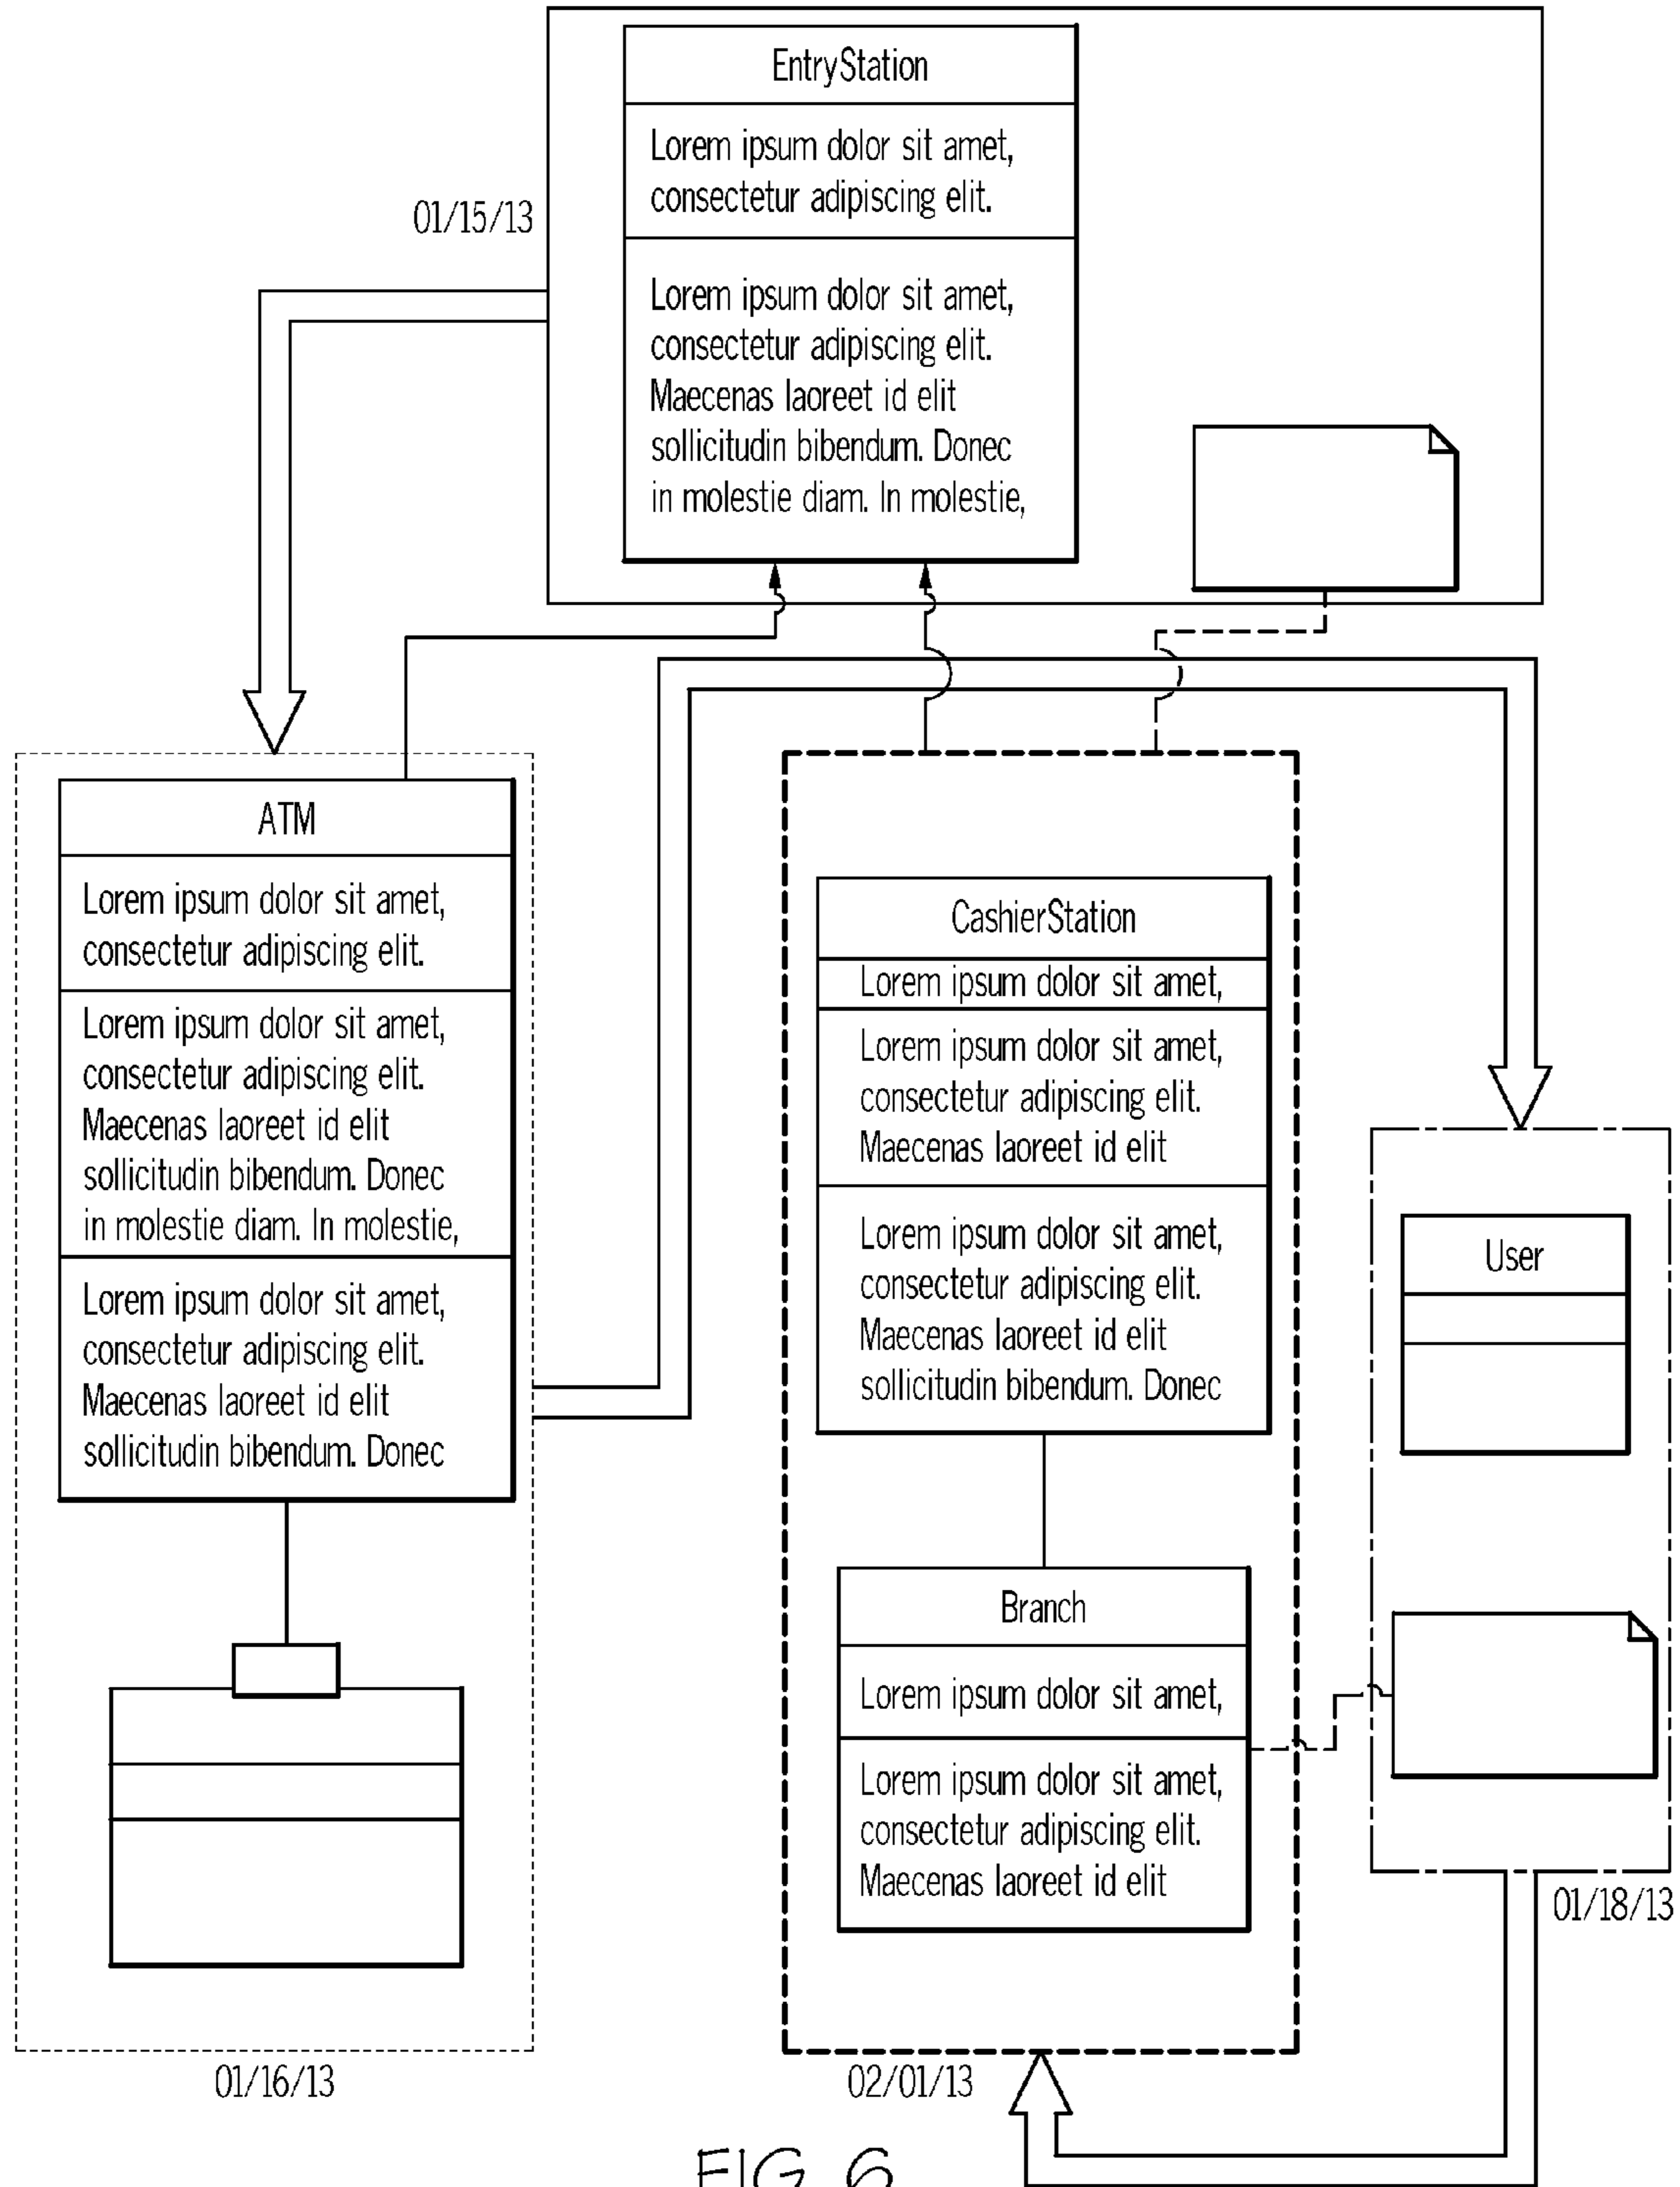 EntryStation
Lorem ipsum dolor sit amet,
consectetur adipiscing elit.
01/15/13
Lorem ipsum dolor sit amet,
consectetur adipiscing elit.
Maecenas laoreet id elit
sollicitudin bibendum. Donec
in molestie diam. In molestie,
ATM
Lorem ipsum dolor sit amet,
consectetur adipiscing elit.
Lorem ipsum dolor sit amet,
consectetur adipiscing elit.
Maecenas laoreet id elit
sollicitudin bibendum. Donec
in molestie diam. In molestie,
Lorem ipsum dolor sit amet,
consectetur adipiscing elit.
Maecenas laoreet id elit
sollicitudin bibendum. Donec
01/16/13
CashierStation
Lorem ipsum dolor sit amet,
Lorem ipsum dolor sit amet,
consectetur adipiscing elit.
Maecenas laoreet id elit
Lorem ipsum dolor sit amet,
consectetur adipiscing elit.
Maecenas laoreet id elit
sollicitudin bibendum. Donec
Branch
Lorem ipsum dolor sit amet,
Lorem ipsum dolor sit amet,
consectetur adipiscing elit.
Maecenas laoreet id elit
02/01/13
User
01/18/13
FIG. 6